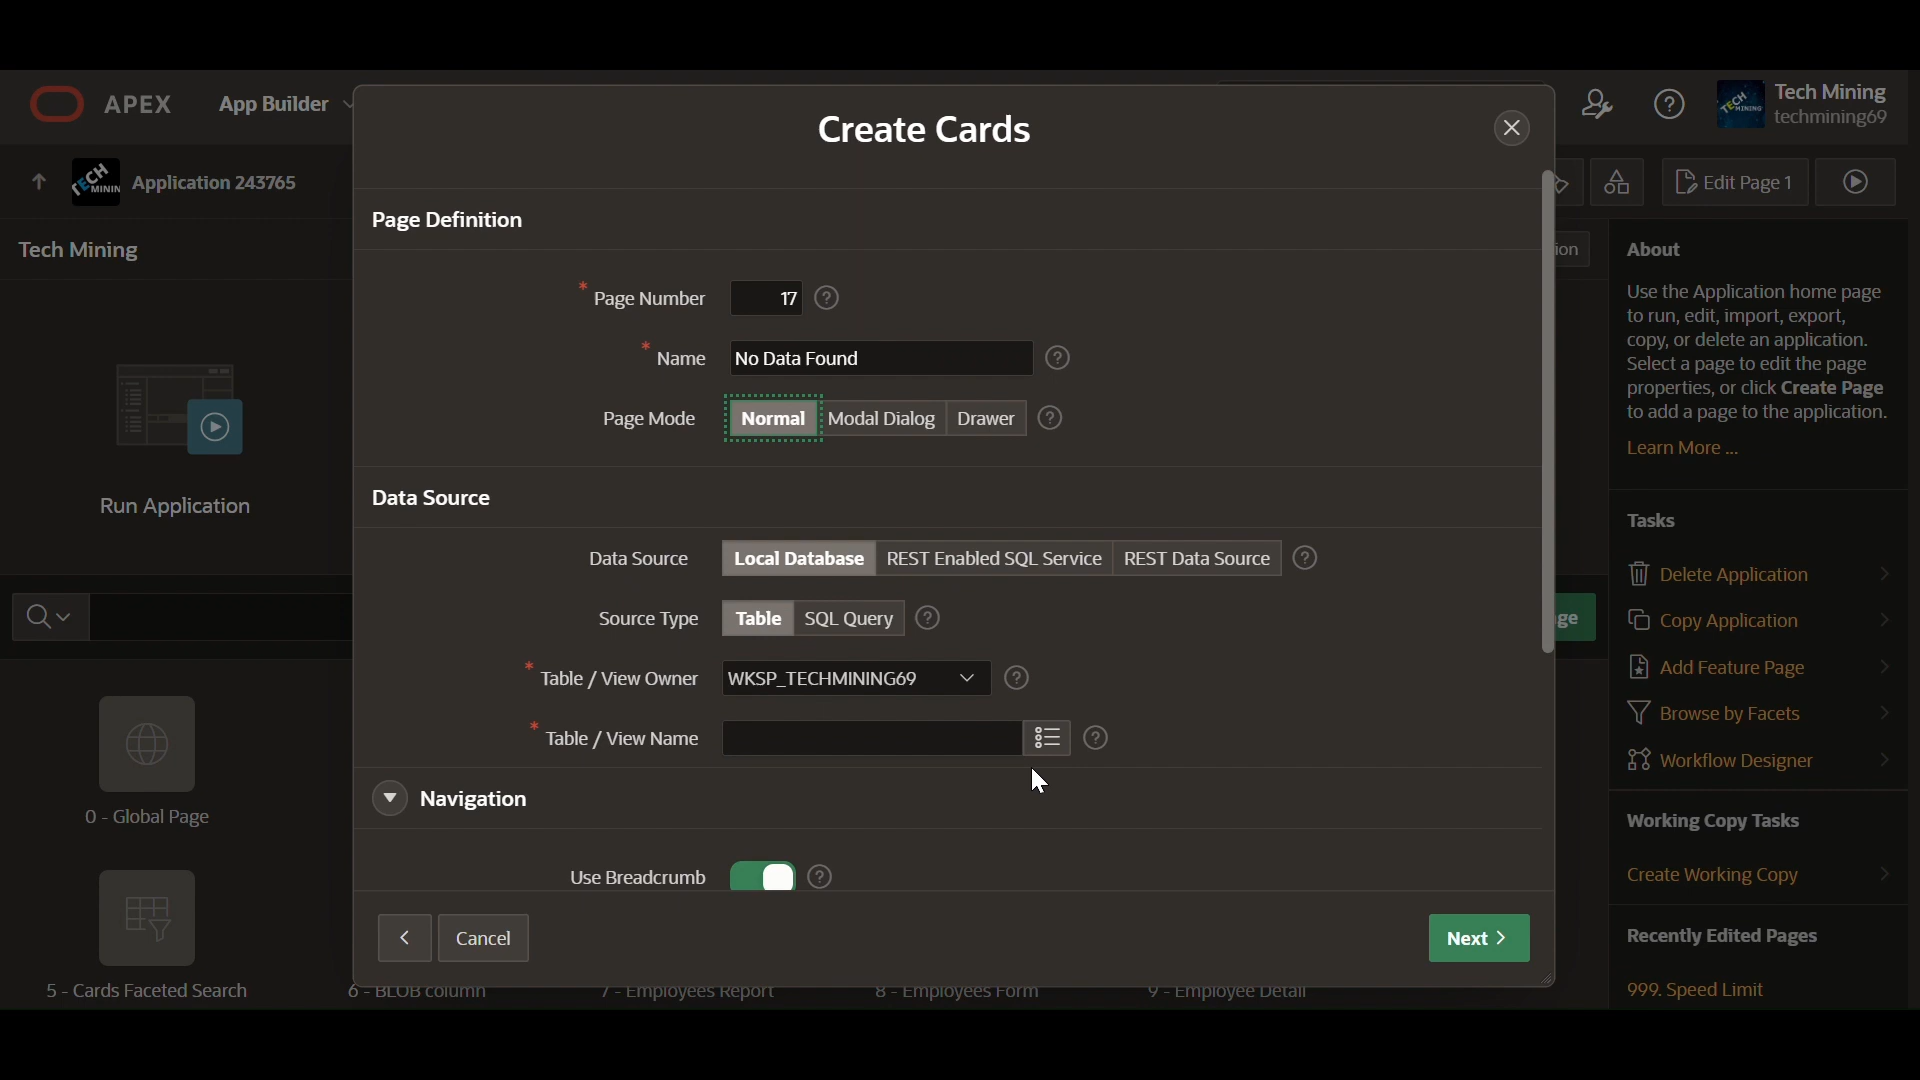 APEX
App Builder
Create Cards
Tech Mining
techmining69
TECH MINING
TECH MININ
Application 243765
Edit Page 1
Page Definition
Tech Mining
ion
About
* Page Number 17
Use the Application home page
to run, edit, import, export,
copy, or delete an application.
Select a page to edit the page
properties, or click Create Page
to add a page to the application.
Learn More ...
* Name No Data Found
Page Mode Normal Modal Dialog Drawer
Run Application
Data Source
Tasks
Data Source Local Database REST Enabled SQL Service REST Data Source
Delete Application
Source Type Table SQL Query
ge
Copy Application
Add Feature Page
* Table / View Owner WKSP_TECHMINING69
Browse by Facets
* Table / View Name
Workflow Designer
Navigation
0 - Global Page
Working Copy Tasks
Use Breadcrumb
Create Working Copy
Cancel
Next
Recently Edited Pages
5 - Cards Faceted Search
6 - BLOB column
7 - Employees Report
8 - Employees Form
9 - Employee Detail
999. Speed Limit